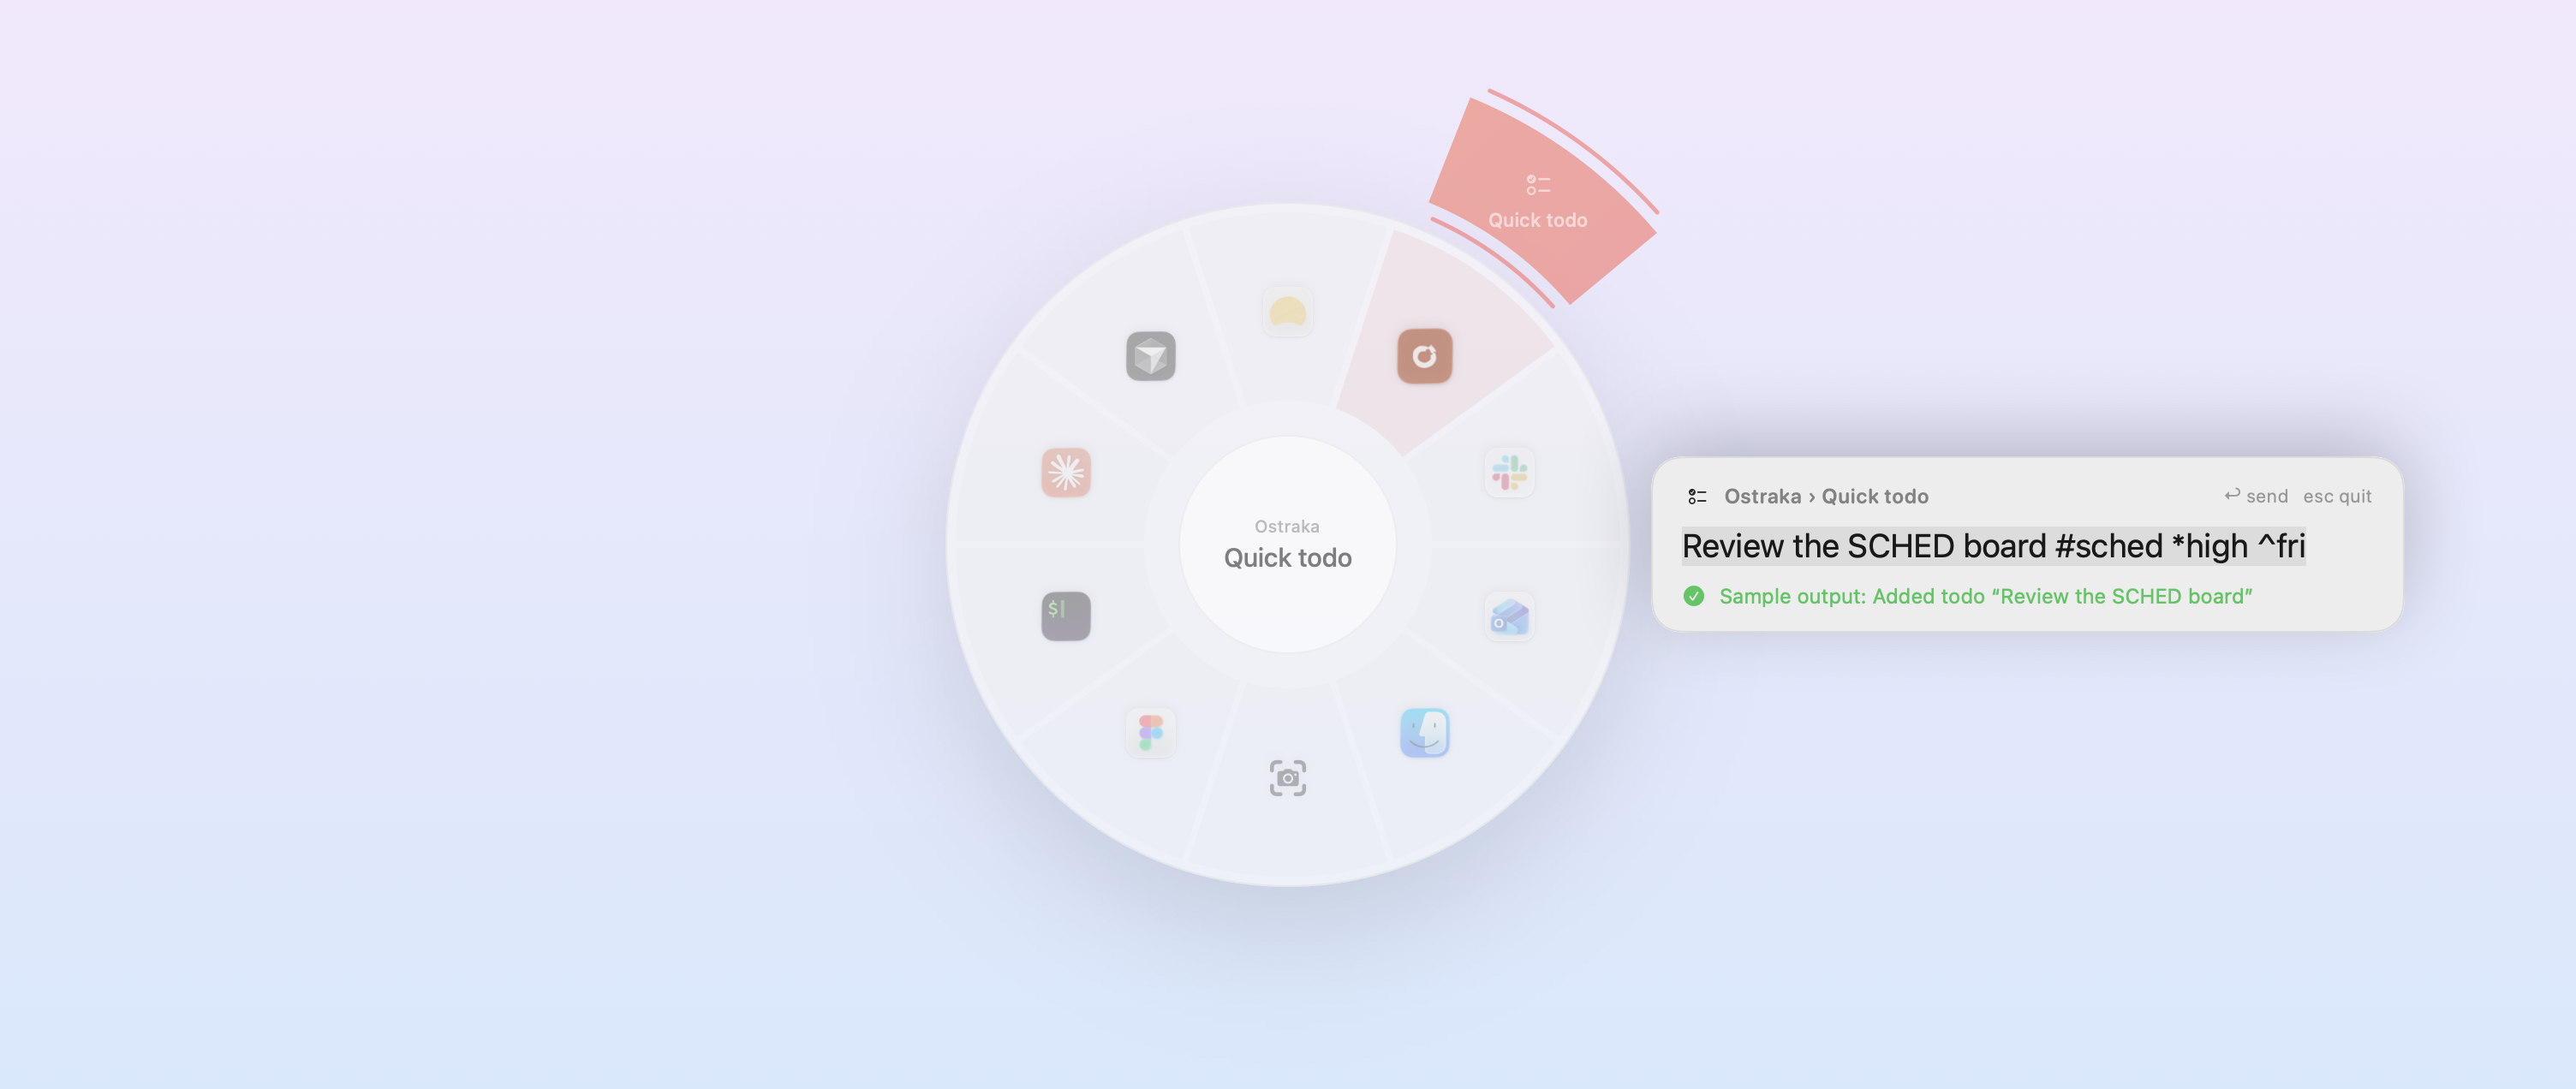 Quick todo
Ostraka
Quick todo
$
Ostraka › Quick todo
send esc quit
Review the SCHED board #sched *high ^fri
Sample output: Added todo “Review the SCHED board”